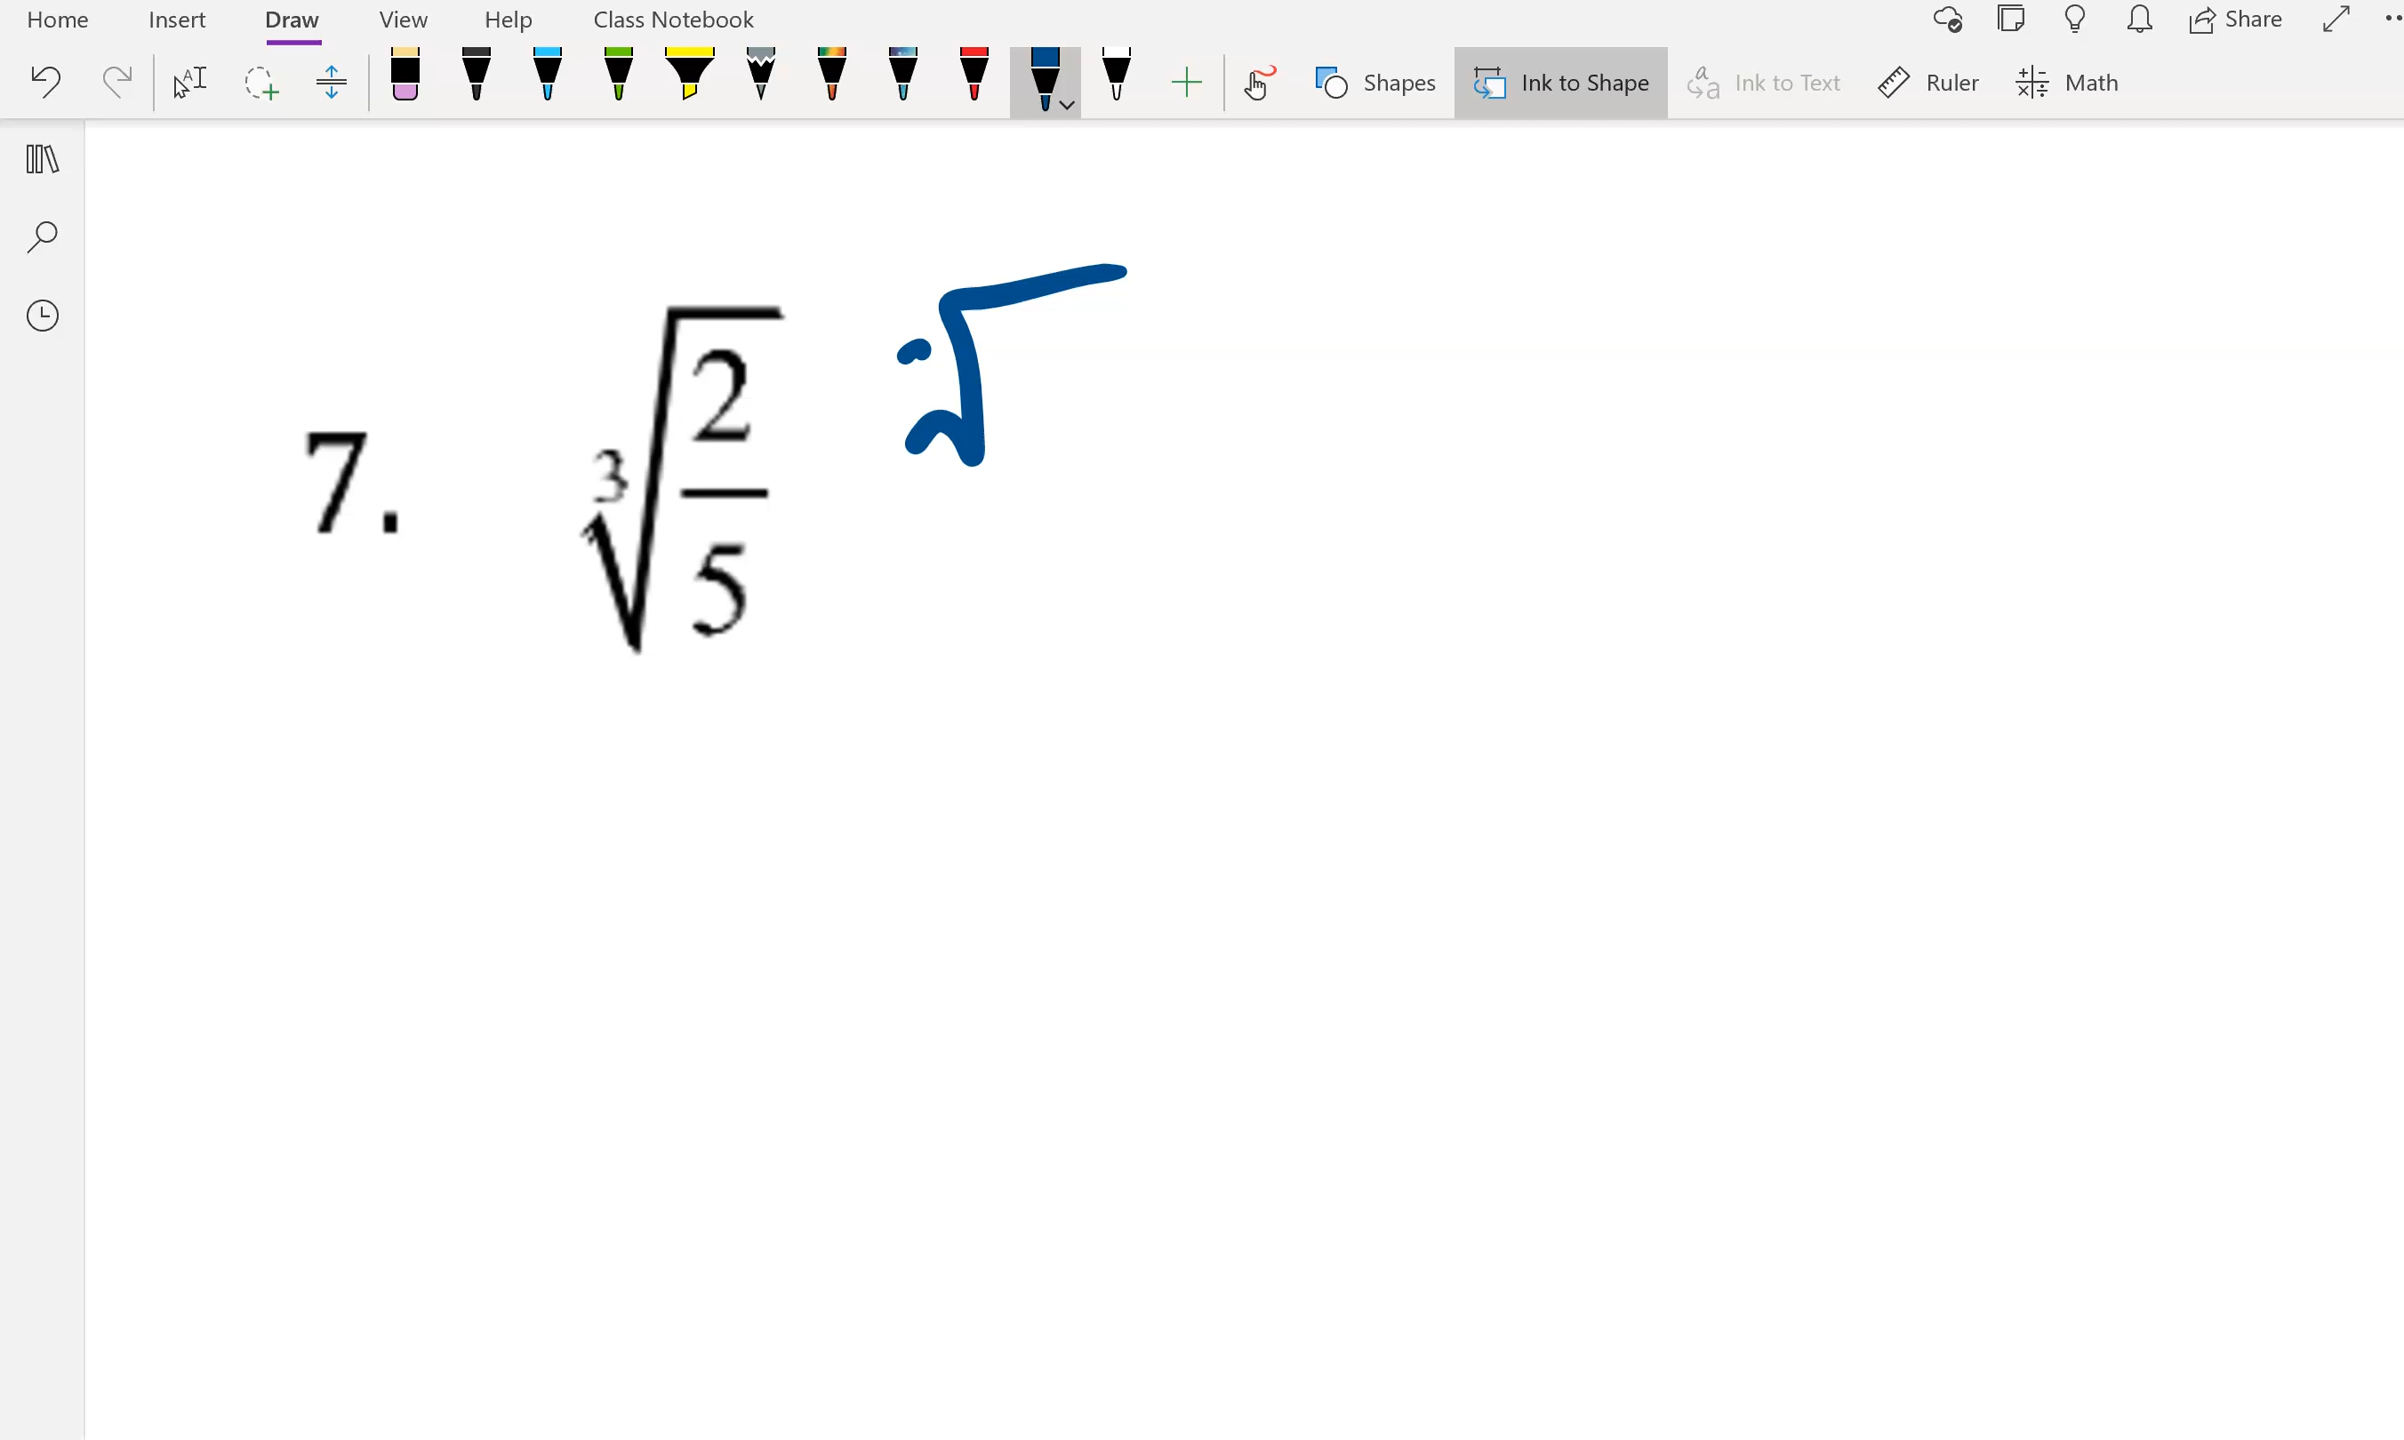 Home Insert Draw View Help Class Notebook Share
Shapes Ink to Shape Ink to Text Ruler Math
7. ∛(2/5) √